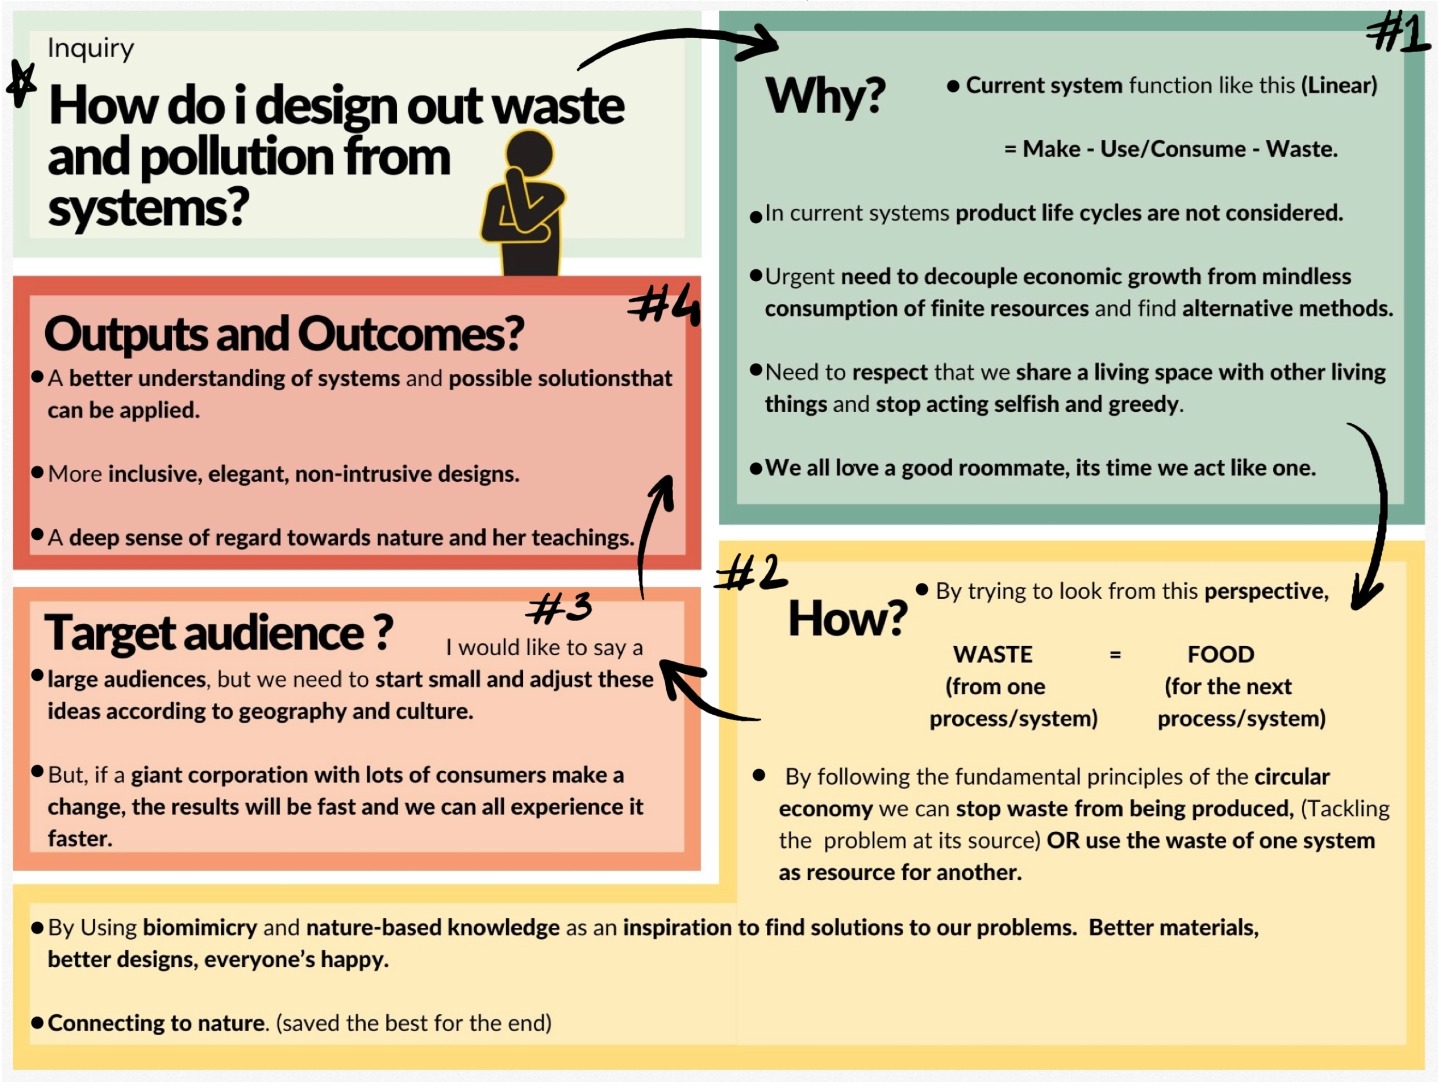 Inquiry
How do i design out waste
and pollution from
systems?
#1
Why?
● Current system function like this (Linear)
= Make - Use/Consume - Waste.
● In current systems product life cycles are not considered.
● Urgent need to decouple economic growth from mindless
consumption of finite resources and find alternative methods.
● Need to respect that we share a living space with other living
things and stop acting selfish and greedy.
● We all love a good roommate, its time we act like one.
#2
How?
● By trying to look from this perspective,
WASTE = FOOD
(from one (for the next
process/system) process/system)
● By following the fundamental principles of the circular
economy we can stop waste from being produced, (Tackling
the problem at its source) OR use the waste of one system
as resource for another.
● By Using biomimicry and nature-based knowledge as an inspiration to find solutions to our problems. Better materials,
better designs, everyone's happy.
● Connecting to nature. (saved the best for the end)
#3
Target audience ?
I would like to say a
● large audiences, but we need to start small and adjust these
ideas according to geography and culture.
● But, if a giant corporation with lots of consumers make a
change, the results will be fast and we can all experience it
faster.
#4
Outputs and Outcomes?
● A better understanding of systems and possible solutionsthat
can be applied.
● More inclusive, elegant, non-intrusive designs.
● A deep sense of regard towards nature and her teachings.